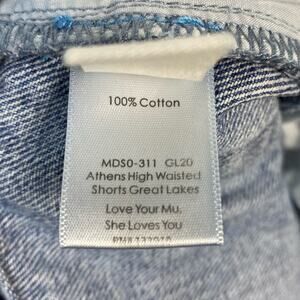 100% Cotton
MDS0-311 GL20
Athens High Waisted
Shorts Great Lakes
Love Your Mu,
She Loves You